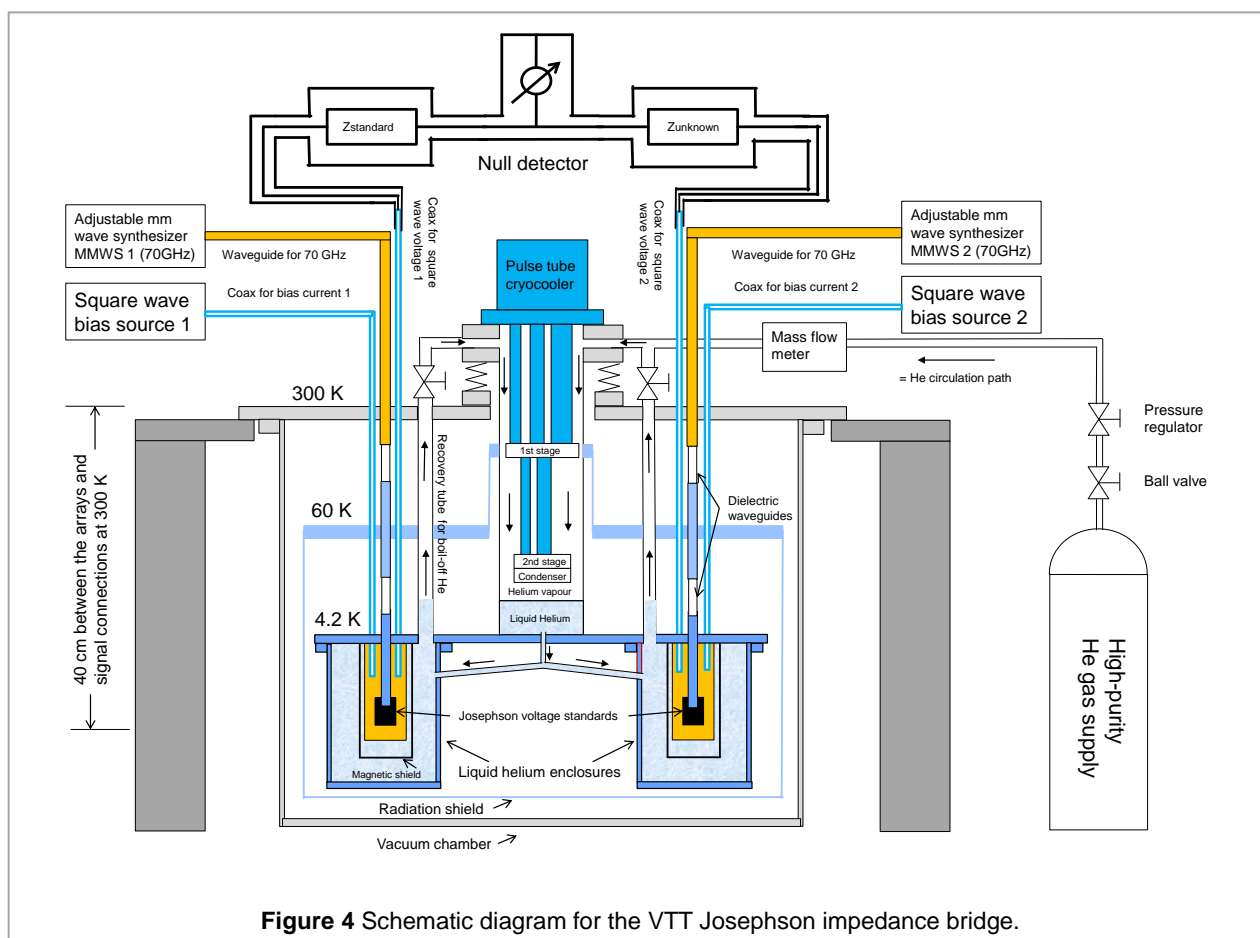 Zstandard
Zunknown
Null detector
Adjustable mm
wave synthesizer
MMWS 1 (70GHz)
Waveguide for 70 GHz
Square wave
bias source 1
Coax for bias current 1
Coax for square
wave voltage 1
Pulse tube
cryocooler
Coax for square
wave voltage 2
Adjustable mm
wave synthesizer
MMWS 2 (70GHz)
Waveguide for 70 GHz
Coax for bias current 2
Square wave
bias source 2
Mass flow
meter
= He circulation path
Pressure
regulator
Ball valve
High-purity
He gas supply
300 K
40 cm between the arrays and
signal connections at 300 K
60 K
Recovery tube for boil-off He
1st stage
2nd stage
Condenser
Helium vapour
Liquid Helium
Dielectric
waveguides
4.2 K
Josephson voltage standards
Magnetic shield
Liquid helium enclosures
Radiation shield
Vacuum chamber
Figure 4 Schematic diagram for the VTT Josephson impedance bridge.